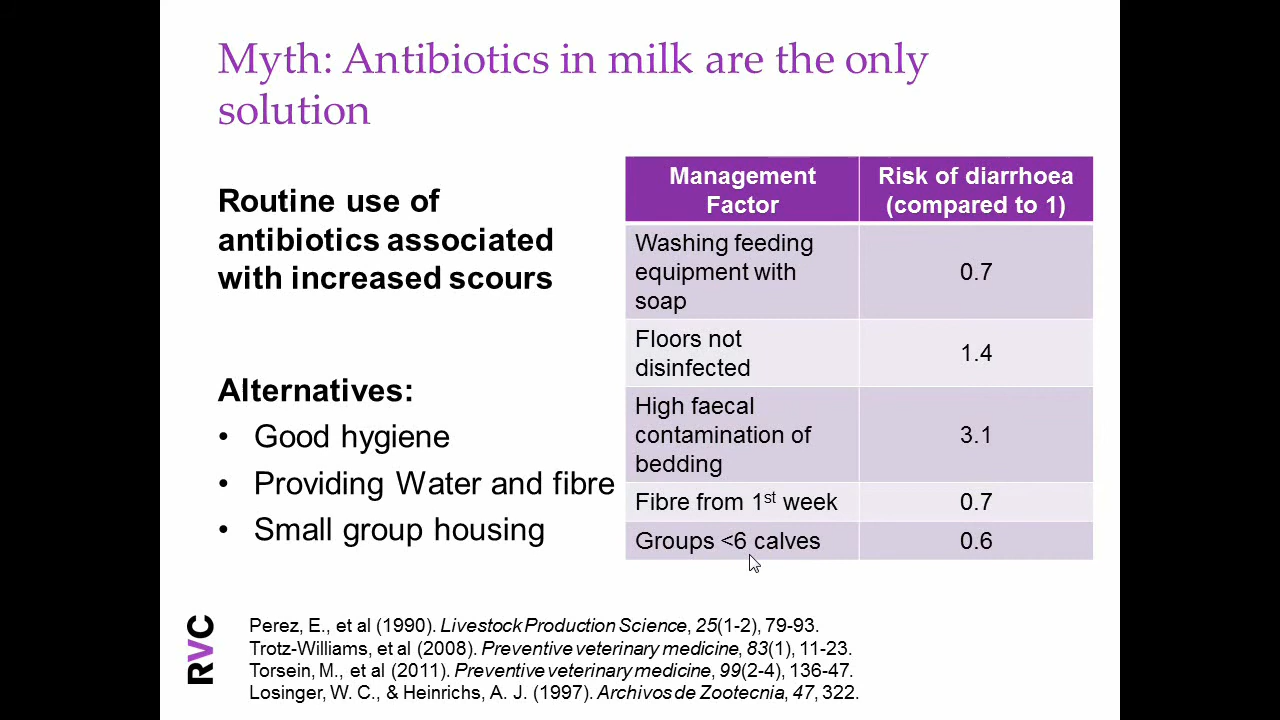 Myth: Antibiotics in milk are the only
solution
Routine use of
antibiotics associated
with increased scours
Alternatives:
• Good hygiene
• Providing Water and fibre
• Small group housing
Management
Factor
Risk of diarrhoea
(compared to 1)
Washing feeding
equipment with
soap
0.7
Floors not
disinfected
1.4
High faecal
contamination of
bedding
3.1
Fibre from 1st week
0.7
Groups <6 calves
0.6
RVC
Perez, E., et al (1990). Livestock Production Science, 25(1-2), 79-93.
Trotz-Williams, et al (2008). Preventive veterinary medicine, 83(1), 11-23.
Torsein, M., et al (2011). Preventive veterinary medicine, 99(2-4), 136-47.
Losinger, W. C., & Heinrichs, A. J. (1997). Archivos de Zootecnia, 47, 322.